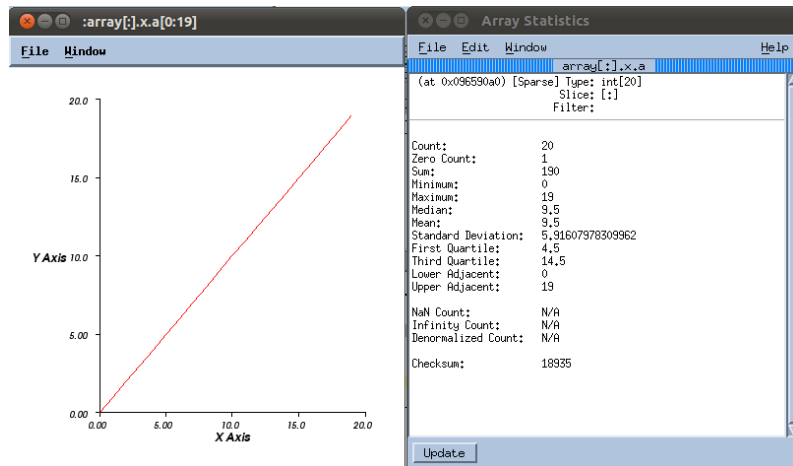 :array[:].x.a[0:19]
File Window
20.0
15.0
Y Axis 10.0
5.00
0.00
0.00 5.00 10.0 15.0 20.0
X Axis
Array Statistics
File Edit Window Help
array[:].x.a
(at 0x096590a0) [Sparse] Type: int[20]
Slice: [:]
Filter:
Count: 20
Zero Count: 1
Sum: 190
Minimum: 0
Maximum: 19
Median: 9.5
Mean: 9.5
Standard Deviation: 5.91607978309962
First Quartile: 4.5
Third Quartile: 14.5
Lower Adjacent: 0
Upper Adjacent: 19
NaN Count: N/A
Infinity Count: N/A
Denormalized Count: N/A
Checksum: 18935
Update